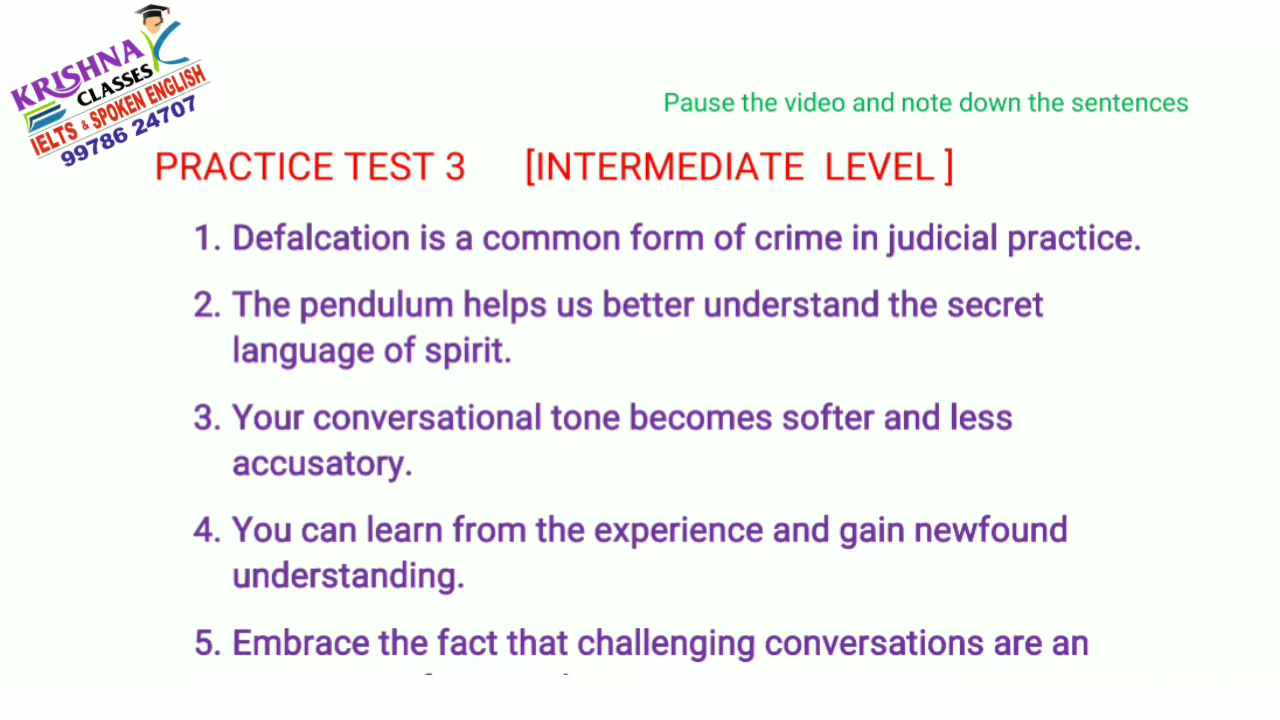 KRISHNA
CLASSES
IELTS & SPOKEN ENGLISH
99786 24707
Pause the video and note down the sentences
PRACTICE TEST 3 [INTERMEDIATE LEVEL ]
1. Defalcation is a common form of crime in judicial practice.
2. The pendulum helps us better understand the secret
language of spirit.
3. Your conversational tone becomes softer and less
accusatory.
4. You can learn from the experience and gain newfound
understanding.
5. Embrace the fact that challenging conversations are an